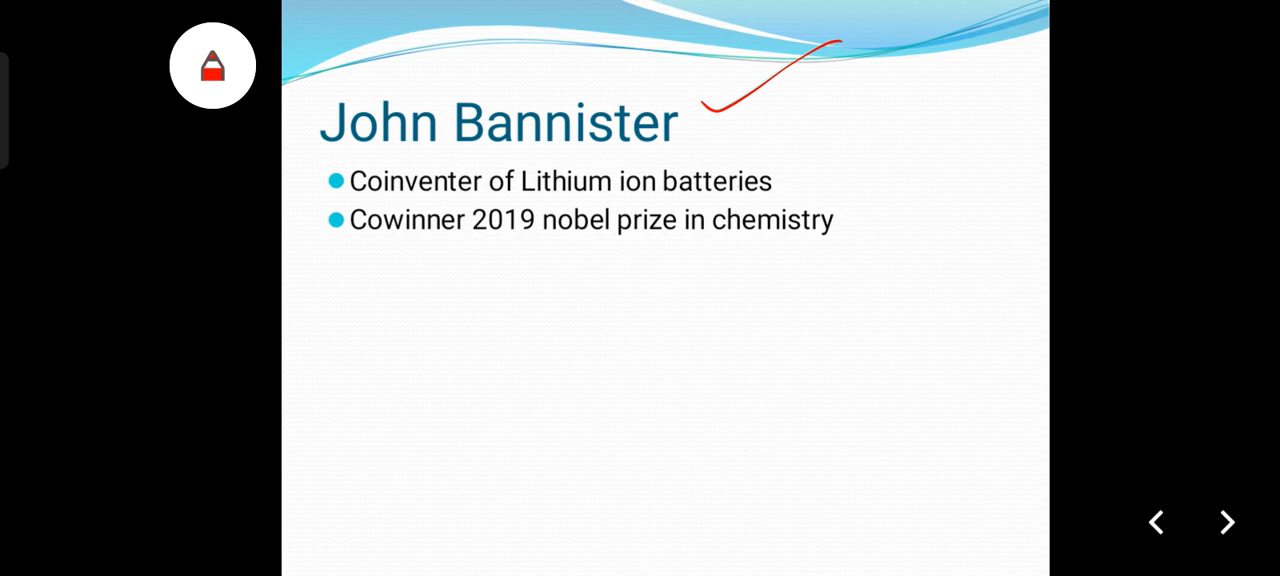 John Bannister
Coinventer of Lithium ion batteries
Cowinner 2019 nobel prize in chemistry